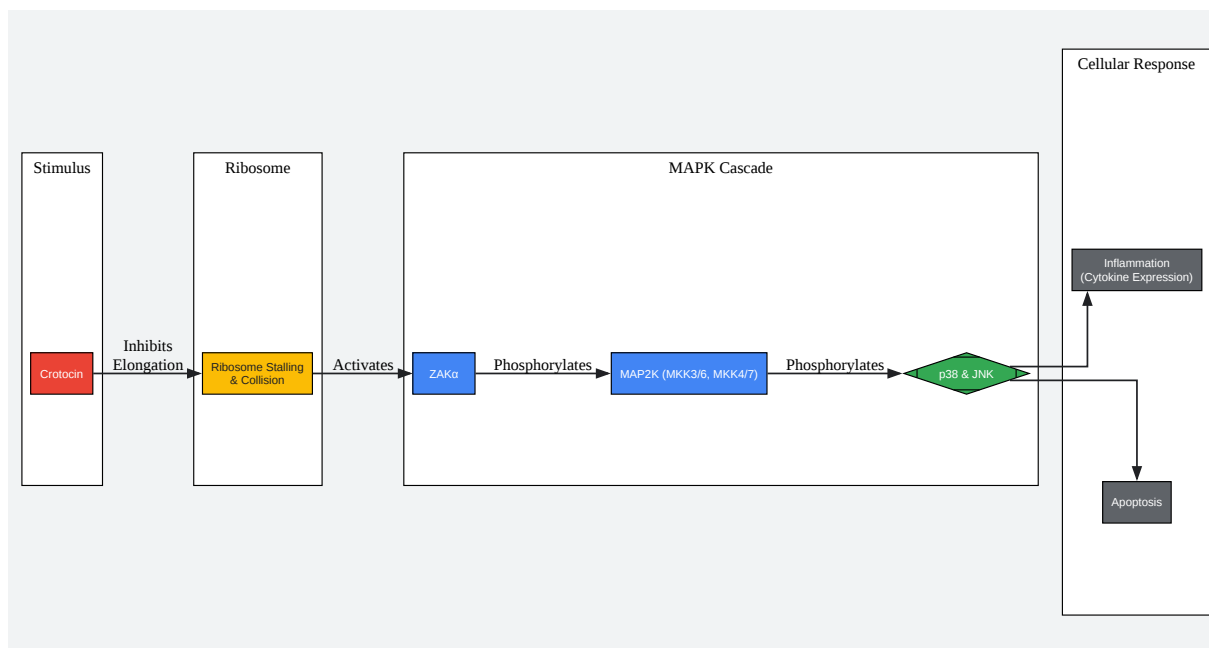 Cellular Response
Stimulus
Ribosome
MAPK Cascade
Inflammation
(Cytokine Expression)
Inhibits
Elongation
Crotocin
Ribosome Stalling
& Collision
Activates
ZAKα
Phosphorylates
MAP2K (MKK3/6, MKK4/7)
Phosphorylates
p38 & JNK
Apoptosis